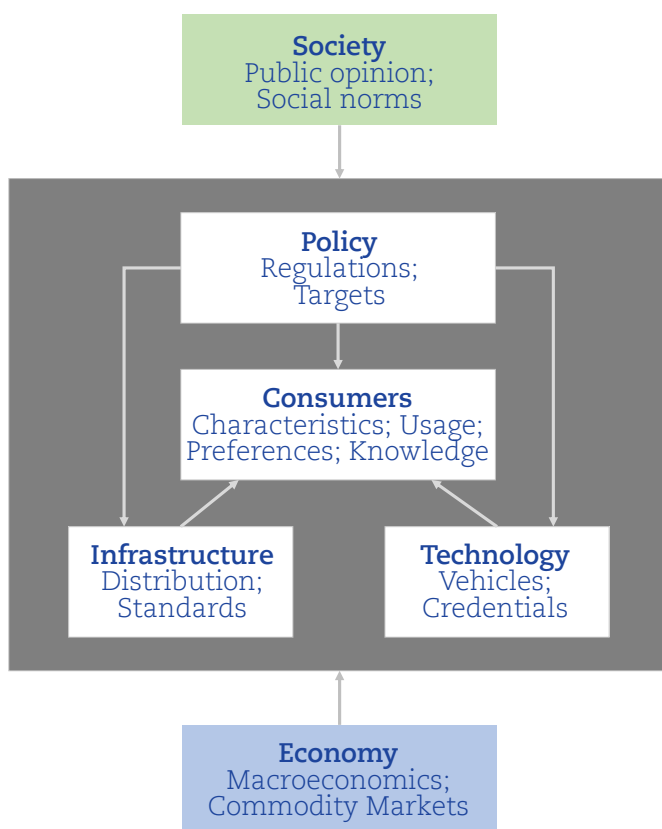 Society
Public opinion;
Social norms
Policy
Regulations;
Targets
Consumers
Characteristics; Usage;
Preferences; Knowledge
Infrastructure
Distribution;
Standards
Technology
Vehicles;
Credentials
Economy
Macroeconomics;
Commodity Markets